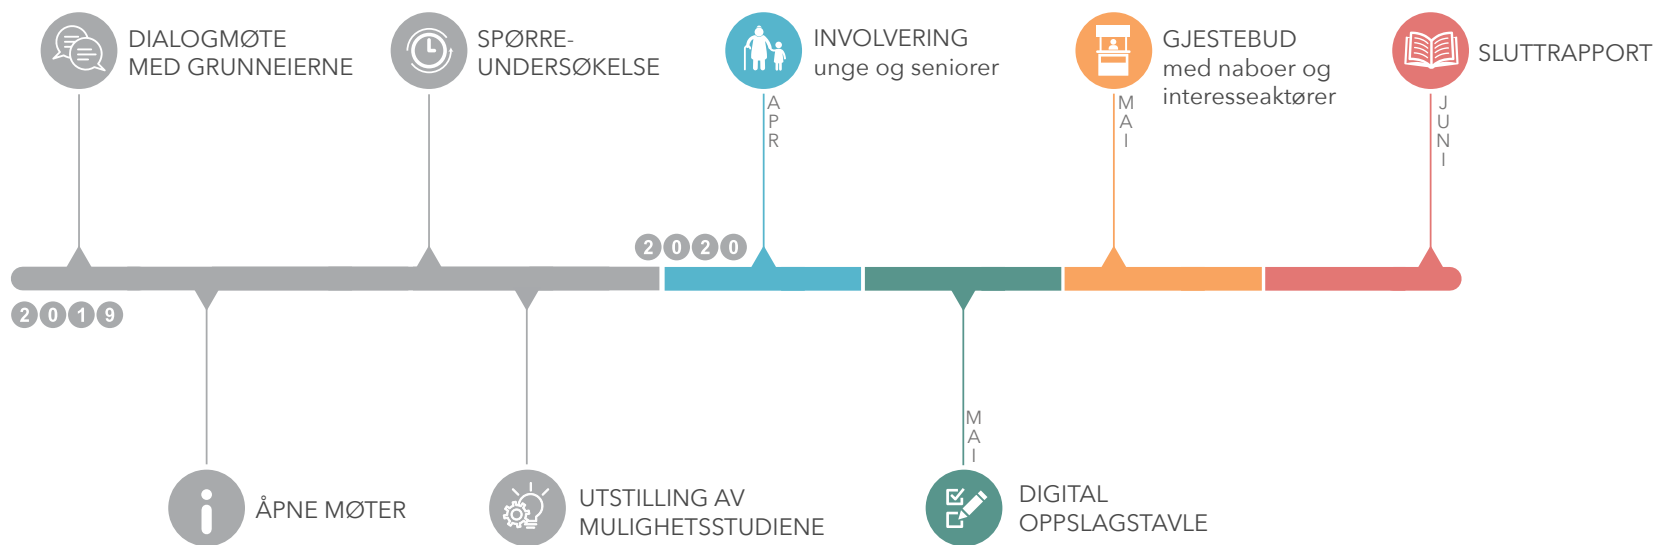 DIALOGMØTE
MED GRUNNEIERNE
SPØRRE-
UNDERSØKELSE
INVOLVERING
unge og seniorer
APR
GJESTEBUD
med naboer og
interesseaktører
MAI
SLUTTRAPPORT
JUNI
2020
2019
ÅPNE MØTER
UTSTILLING AV
MULIGHETSSTUDIENE
MAI
DIGITAL
OPPSLAGSTAVLE